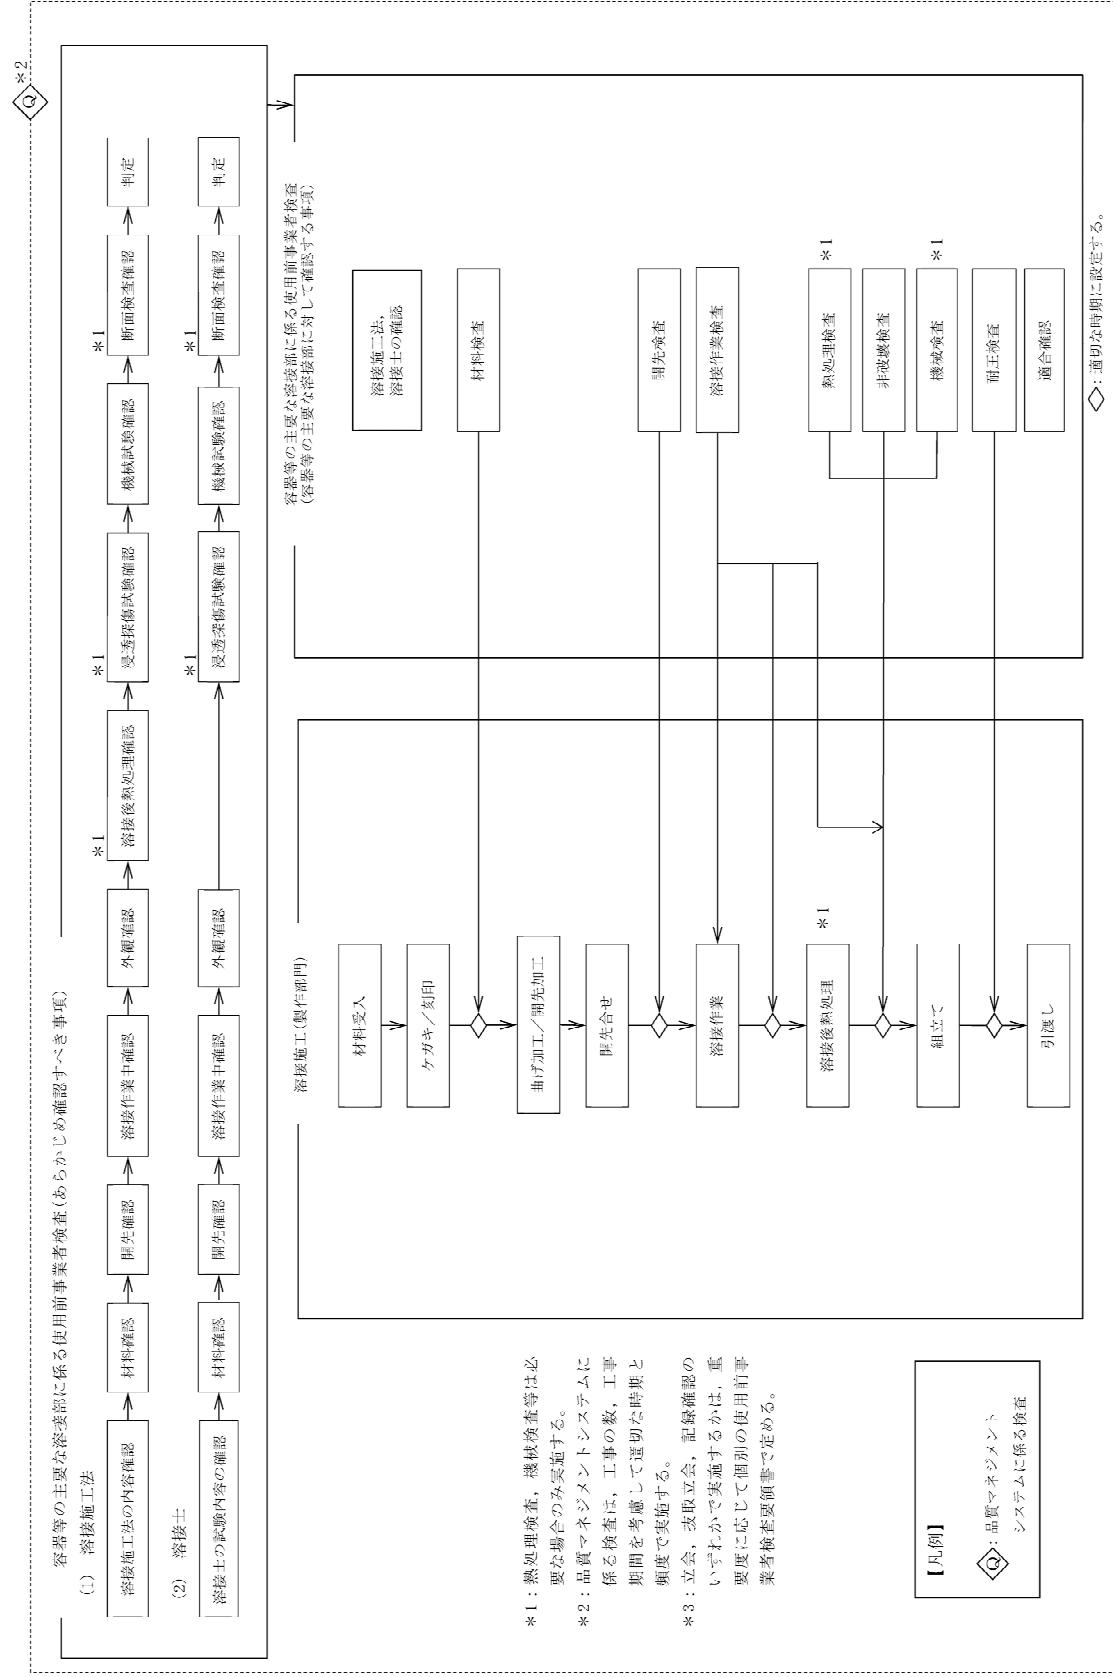 Q
＊2
容器等の主要な溶接部に係る使用前事業者検査(あらかじめ確認すべき事項)
(1) 溶接施工法
溶接施工法の内容確認
材料確認
開先確認
溶接作業中確認
外観確認
＊1
溶接後熱処理確認
＊1
浸透探傷試験確認
機械試験確認
＊1
断面検査確認
判定
(2) 溶接士
溶接士の試験内容の確認
材料確認
開先確認
溶接作業中確認
外観確認
＊1
浸透探傷試験確認
機械試験確認
＊1
断面検査確認
判定
溶接施工(製作部門)
材料受入
ケガキ／刻印
曲げ加工／開先加工
開先合せ
溶接作業
溶接後熱処理
＊1
組立て
引渡し
容器等の主要な溶接部に係る使用前事業者検査
(容器等の主要な溶接部に対して確認する事項)
溶接施工法，
溶接士の確認
材料検査
開先検査
溶接作業検査
熱処理検査
＊1
非破壊検査
機械検査
＊1
耐圧検査
適合確認
◇：適切な時期に設定する。
＊1：熱処理検査，機械検査等は必
要な場合のみ実施する。
＊2：品質マネジメントシステムに
係る検査は，工事の数，工事
期間を考慮して適切な時期と
頻度で実施する。
＊3：立会，抜取立会，記録確認の
いずれかで実施するかは，重
要度に応じて個別の使用前事
業者検査要領書で定める。
【凡例】
Q：品質マネジメント
システムに係る検査